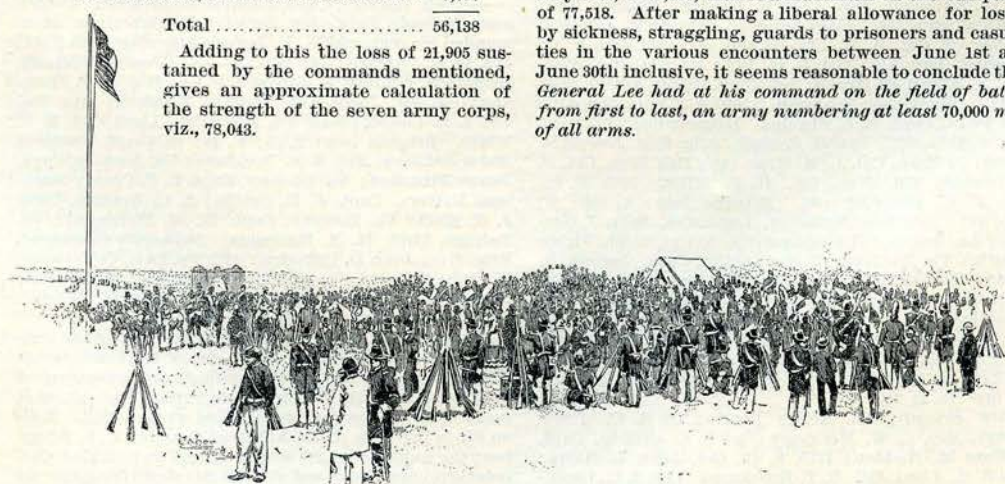 Total ........................... 56,138
Adding to this the loss of 21,905 sus-
tained by the commands mentioned,
gives an approximate calculation of
the strength of the seven army corps,
viz., 78,043.
of 77,518. After making a liberal allowance for los
by sickness, straggling, guards to prisoners and casu
ties in the various encounters between June 1st a
June 30th inclusive, it seems reasonable to conclude th
General Lee had at his command on the field of bat
from first to last, an army numbering at least 70,000 m
of all arms.